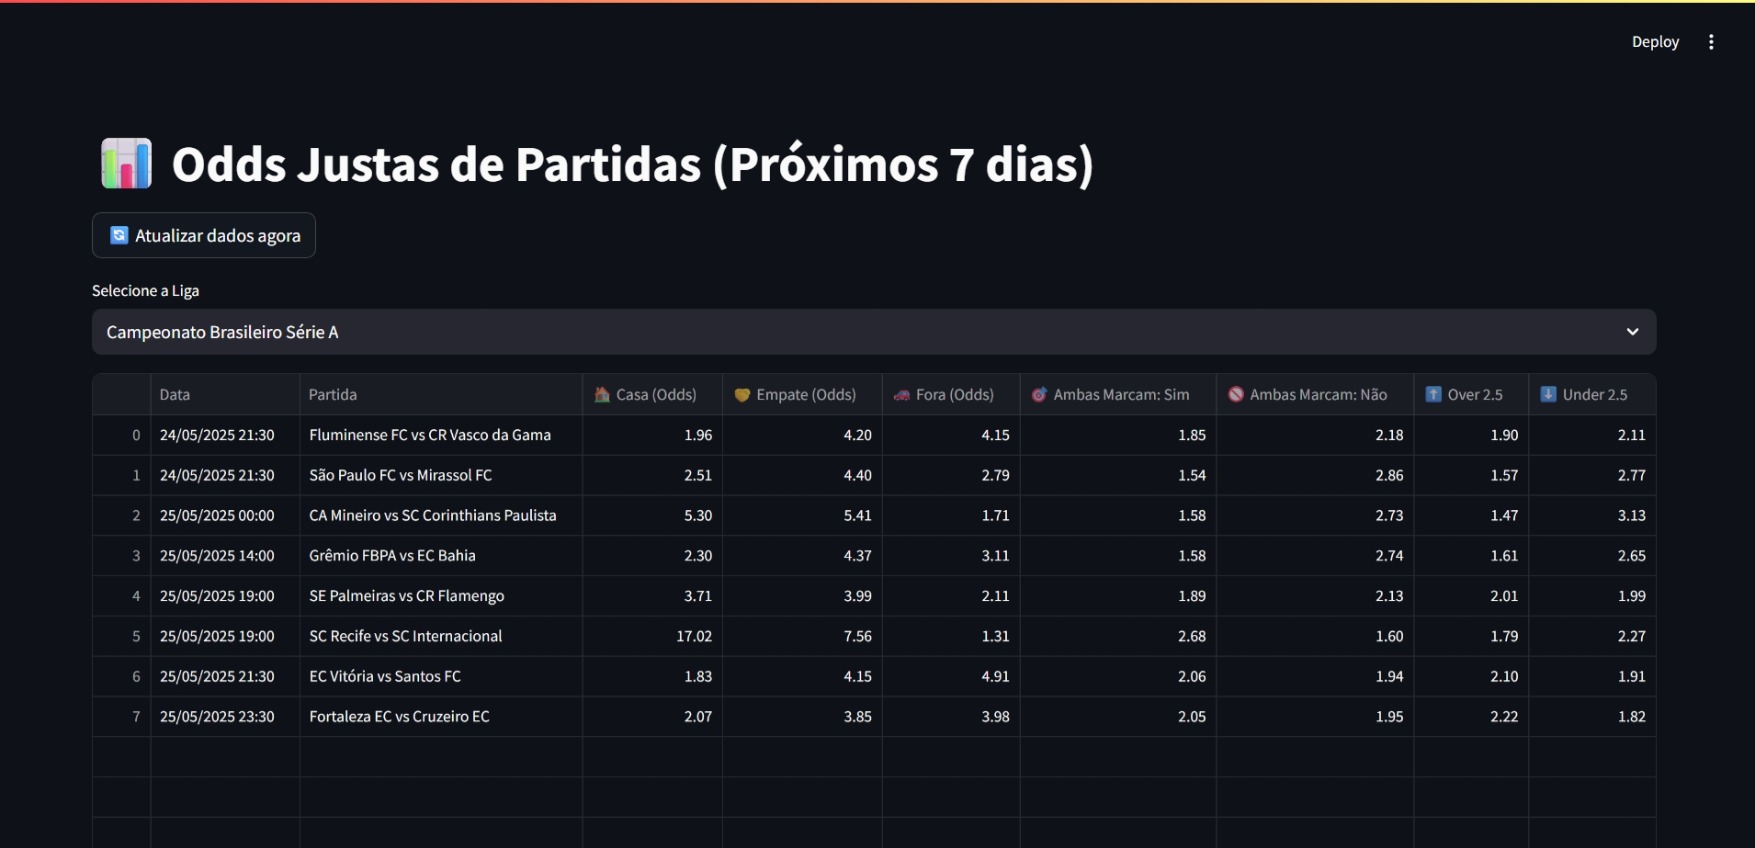 Deploy
Odds Justas de Partidas (Próximos 7 dias)
Atualizar dados agora
Selecione a Liga
Campeonato Brasileiro Série A
Data Partida Casa (Odds) Empate (Odds) Fora (Odds) Ambas Marcam: Sim Ambas Marcam: Não Over 2.5 Under 2.5
0 24/05/2025 21:30 Fluminense FC vs CR Vasco da Gama 1.96 4.20 4.15 1.85 2.18 1.90 2.11
1 24/05/2025 21:30 São Paulo FC vs Mirassol FC 2.51 4.40 2.79 1.54 2.86 1.57 2.77
2 25/05/2025 00:00 CA Mineiro vs SC Corinthians Paulista 5.30 5.41 1.71 1.58 2.73 1.47 3.13
3 25/05/2025 14:00 Grêmio FBPA vs EC Bahia 2.30 4.37 3.11 1.58 2.74 1.61 2.65
4 25/05/2025 19:00 SE Palmeiras vs CR Flamengo 3.71 3.99 2.11 1.89 2.13 2.01 1.99
5 25/05/2025 19:00 SC Recife vs SC Internacional 17.02 7.56 1.31 2.68 1.60 1.79 2.27
6 25/05/2025 21:30 EC Vitória vs Santos FC 1.83 4.15 4.91 2.06 1.94 2.10 1.91
7 25/05/2025 23:30 Fortaleza EC vs Cruzeiro EC 2.07 3.85 3.98 2.05 1.95 2.22 1.82